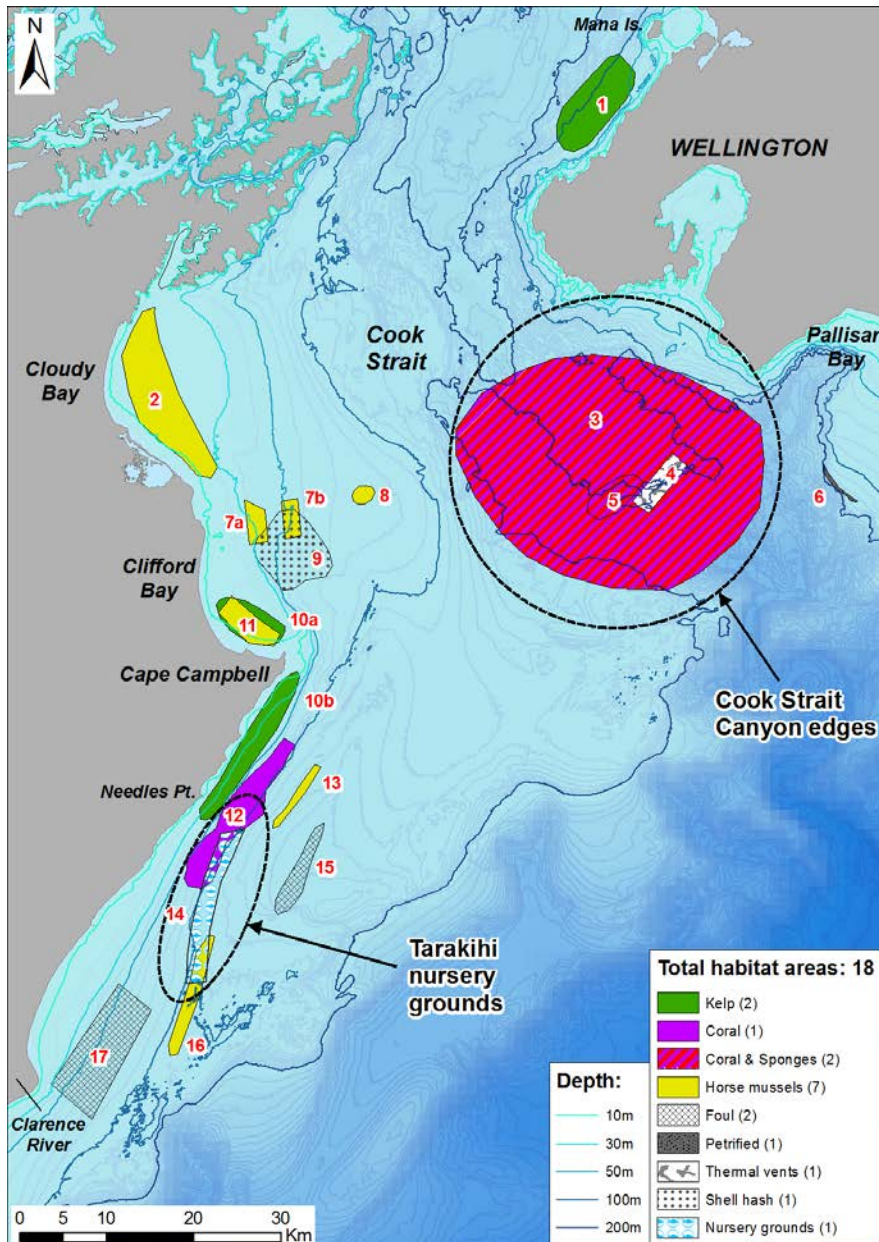 N
Mana Is.
1
WELLINGTON
Cook
Strait
Pallisar
Bay
Cloudy
Bay
2
3
4
5
6
7a
7b
8
9
Clifford
Bay
10a
11
Cape Campbell
10b
Cook Strait
Canyon edges
Needles Pt.
12
13
14
15
Tarakihi
nursery
grounds
16
17
Clarence
River
Total habitat areas: 18
Kelp (2)
Coral (1)
Coral & Sponges (2)
Horse mussels (7)
Foul (2)
Petrified (1)
Thermal vents (1)
Shell hash (1)
Nursery grounds (1)
Depth:
10m
30m
50m
100m
200m
0 5 10 20 30
Km